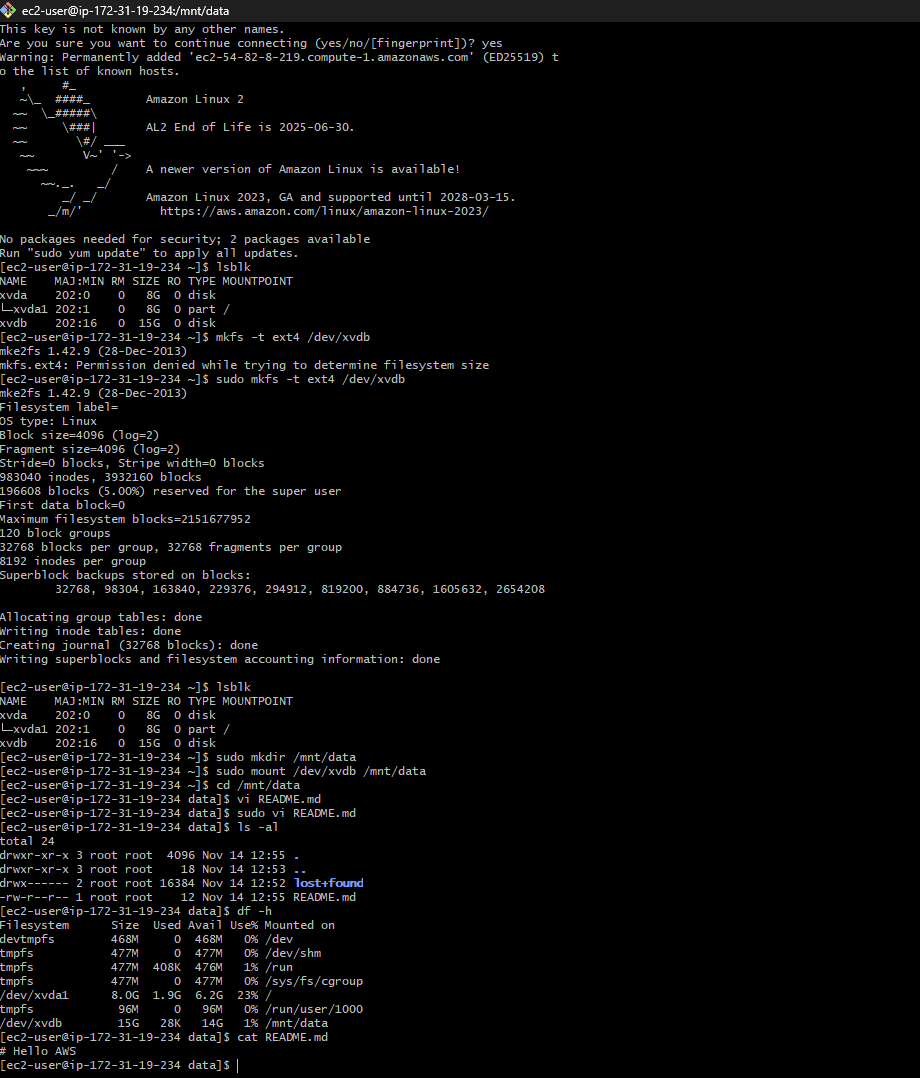 ec2-user@ip-172-31-19-234:/mnt/data
This key is not known by any other names.
Are you sure you want to continue connecting (yes/no/[fingerprint])? yes
Warning: Permanently added 'ec2-54-82-8-219.compute-1.amazonaws.com' (ED25519) t
o the list of known hosts.
   ,     #_
   ~\_  ####_        Amazon Linux 2
  ~~  \_#####\
  ~~     \###|       AL2 End of Life is 2025-06-30.
  ~~       \#/ ___
   ~~       V~' '->
    ~~~         /    A newer version of Amazon Linux is available!
      ~~._.   _/
         _/ _/       Amazon Linux 2023, GA and supported until 2028-03-15.
       _/m/'           https://aws.amazon.com/linux/amazon-linux-2023/

No packages needed for security; 2 packages available
Run "sudo yum update" to apply all updates.
[ec2-user@ip-172-31-19-234 ~]$ lsblk
NAME    MAJ:MIN RM SIZE RO TYPE MOUNTPOINT
xvda    202:0    0   8G  0 disk
└─xvda1 202:1    0   8G  0 part /
xvdb    202:16   0  15G  0 disk
[ec2-user@ip-172-31-19-234 ~]$ mkfs -t ext4 /dev/xvdb
mke2fs 1.42.9 (28-Dec-2013)
mkfs.ext4: Permission denied while trying to determine filesystem size
[ec2-user@ip-172-31-19-234 ~]$ sudo mkfs -t ext4 /dev/xvdb
mke2fs 1.42.9 (28-Dec-2013)
Filesystem label=
OS type: Linux
Block size=4096 (log=2)
Fragment size=4096 (log=2)
Stride=0 blocks, Stripe width=0 blocks
983040 inodes, 3932160 blocks
196608 blocks (5.00%) reserved for the super user
First data block=0
Maximum filesystem blocks=2151677952
120 block groups
32768 blocks per group, 32768 fragments per group
8192 inodes per group
Superblock backups stored on blocks:
        32768, 98304, 163840, 229376, 294912, 819200, 884736, 1605632, 2654208

Allocating group tables: done
Writing inode tables: done
Creating journal (32768 blocks): done
Writing superblocks and filesystem accounting information: done

[ec2-user@ip-172-31-19-234 ~]$ lsblk
NAME    MAJ:MIN RM SIZE RO TYPE MOUNTPOINT
xvda    202:0    0   8G  0 disk
└─xvda1 202:1    0   8G  0 part /
xvdb    202:16   0  15G  0 disk
[ec2-user@ip-172-31-19-234 ~]$ sudo mkdir /mnt/data
[ec2-user@ip-172-31-19-234 ~]$ sudo mount /dev/xvdb /mnt/data
[ec2-user@ip-172-31-19-234 ~]$ cd /mnt/data
[ec2-user@ip-172-31-19-234 data]$ vi README.md
[ec2-user@ip-172-31-19-234 data]$ sudo vi README.md
[ec2-user@ip-172-31-19-234 data]$ ls -al
total 24
drwxr-xr-x 3 root root  4096 Nov 14 12:55 .
drwxr-xr-x 3 root root    18 Nov 14 12:53 ..
drwx------ 2 root root 16384 Nov 14 12:52 lost+found
-rw-r--r-- 1 root root    12 Nov 14 12:55 README.md
[ec2-user@ip-172-31-19-234 data]$ df -h
Filesystem      Size  Used Avail Use% Mounted on
devtmpfs        468M     0  468M   0% /dev
tmpfs           477M     0  477M   0% /dev/shm
tmpfs           477M  408K  476M   1% /run
tmpfs           477M     0  477M   0% /sys/fs/cgroup
/dev/xvda1      8.0G  1.9G  6.2G  23% /
tmpfs            96M     0   96M   0% /run/user/1000
/dev/xvdb        15G   28K   14G   1% /mnt/data
[ec2-user@ip-172-31-19-234 data]$ cat README.md
# Hello AWS
[ec2-user@ip-172-31-19-234 data]$